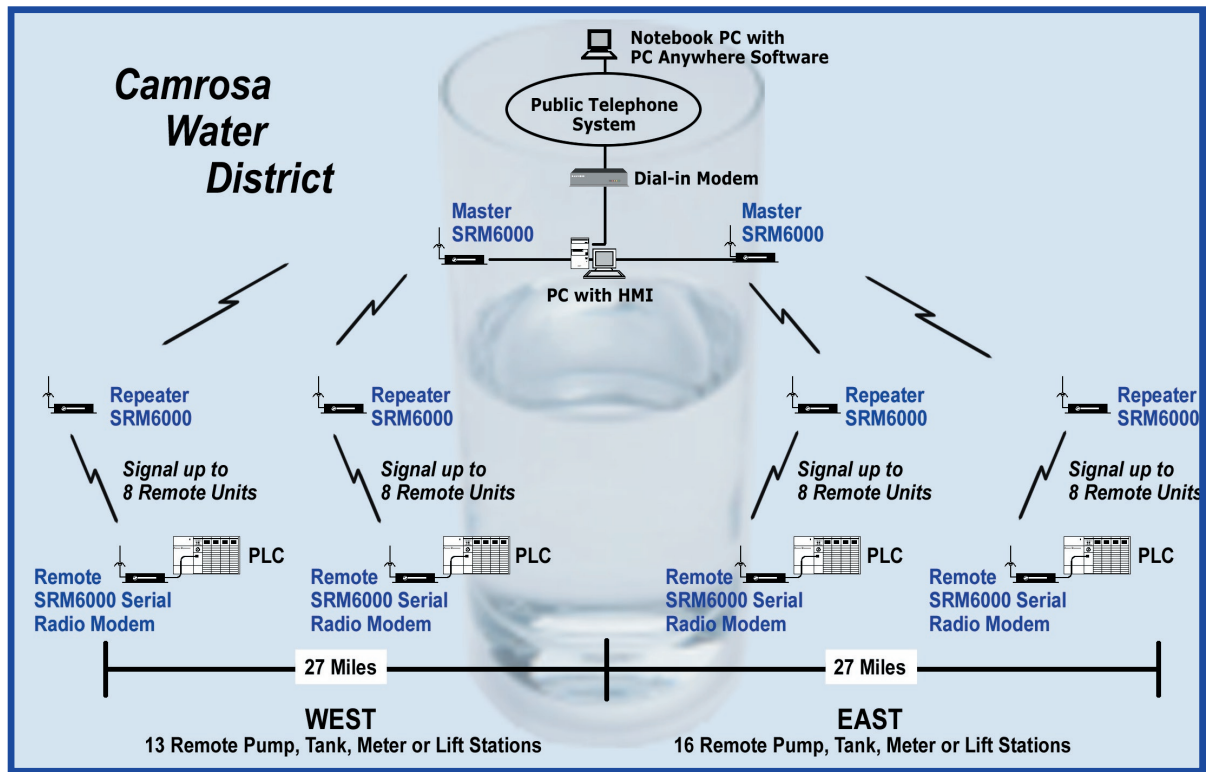 Camrosa
Water
District
Notebook PC with
PC Anywhere Software
Public Telephone
System
Dial-in Modem
Master
SRM6000
Master
SRM6000
PC with HMI
Repeater
SRM6000
Repeater
SRM6000
Repeater
SRM6000
Repeater
SRM6000
Signal up to
8 Remote Units
Signal up to
8 Remote Units
Signal up to
8 Remote Units
Signal up to
8 Remote Units
PLC
PLC
PLC
PLC
Remote
SRM6000 Serial
Radio Modem
Remote
SRM6000 Serial
Radio Modem
Remote
SRM6000 Serial
Radio Modem
Remote
SRM6000 Serial
Radio Modem
27 Miles
27 Miles
WEST
13 Remote Pump, Tank, Meter or Lift Stations
EAST
16 Remote Pump, Tank, Meter or Lift Stations